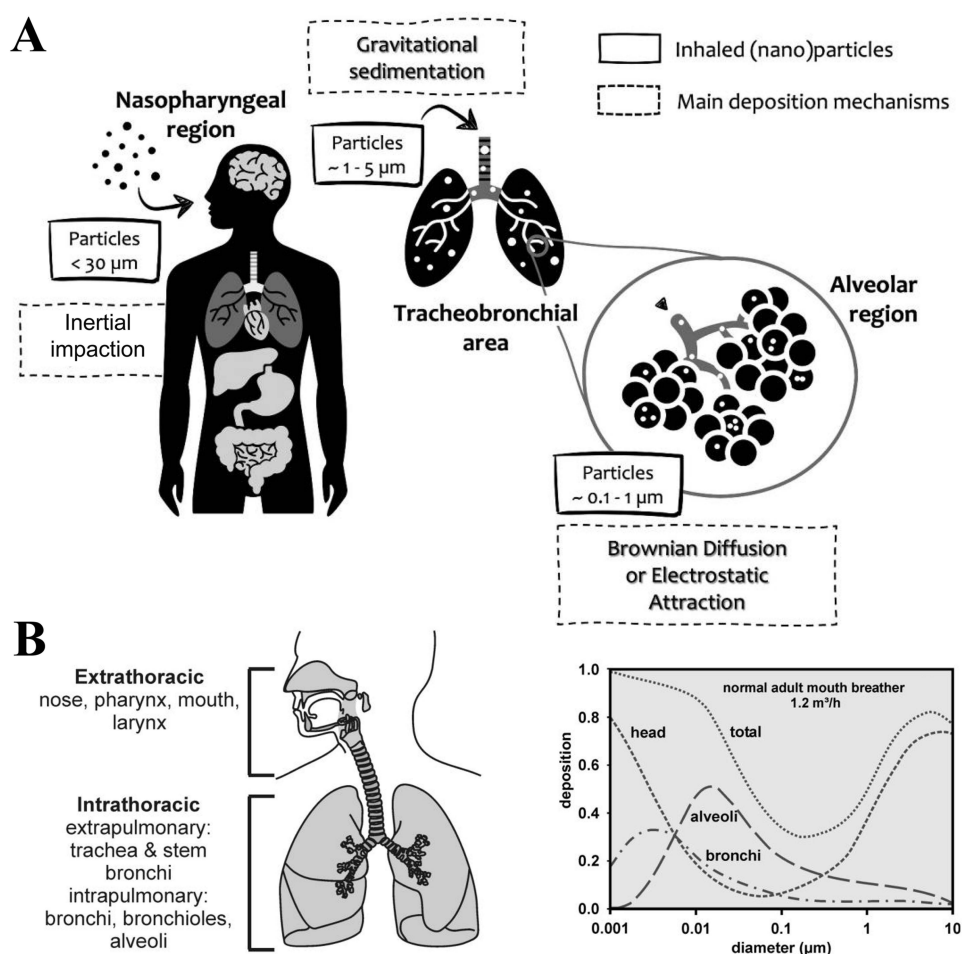 A
Gravitational
sedimentation
Inhaled (nano)particles
Main deposition mechanisms
Nasopharyngeal
region
Particles
~ 1 - 5 µm
Particles
< 30 µm
Inertial
impaction
Tracheobronchial
area
Alveolar
region
Particles
~ 0.1 - 1 µm
Brownian Diffusion
or Electrostatic
Attraction
B
Extrathoracic
nose, pharynx, mouth,
larynx
Intrathoracic
extrapulmonary:
trachea & stem
bronchi
intrapulmonary:
bronchi, bronchioles,
alveoli
1.0
0.8
0.6
0.4
0.2
0.0
deposition
normal adult mouth breather
1.2 m³/h
head
total
alveoli
bronchi
0.001
0.01
0.1
1
10
diameter (µm)